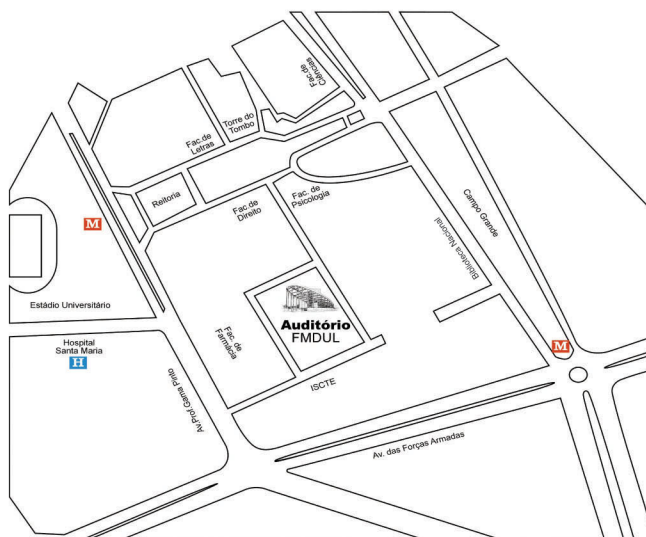 Fac.de
Ciências
Torre do
Tombo
Fac.de
Letras
Reitoria
Fac.de
Direito
Fac. de
Psicologia
Campo Grande
Biblioteca Nacional
M
Estádio Universitário
Hospital
Santa Maria
H
Auditório
FMDUL
Fac. de
Farmácia
M
ISCTE
Av.Prof.Gama Pinto
Av. das Forças Armadas